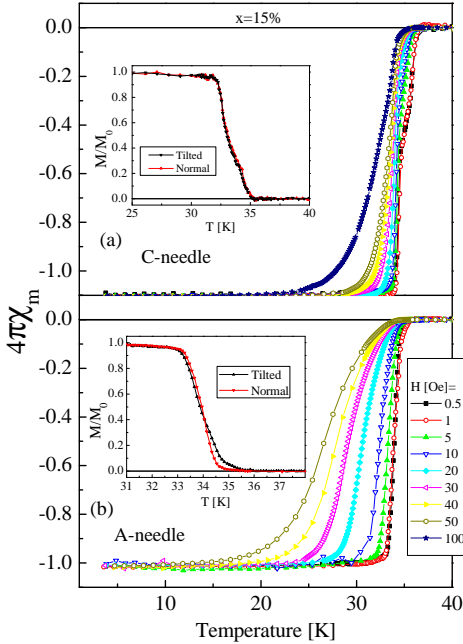 x=15%
0.0
-0.2
-0.4
-0.6
-0.8
-1.0
1.0
0.8
0.6
0.4
0.2
0.0
M/M0
Tilted
Normal
25 30 35 40
T [K]
(a)
C-needle
4πχm
0.0
-0.2
-0.4
-0.6
-0.8
-1.0
1.0
0.8
0.6
0.4
0.2
0.0
M/M0
Tilted
Normal
31 32 33 34 35 36 37
T [K]
(b)
A-needle
H [Oe]=
0.5
1
5
10
20
30
40
50
100
10 20 30 40
Temperature [K]